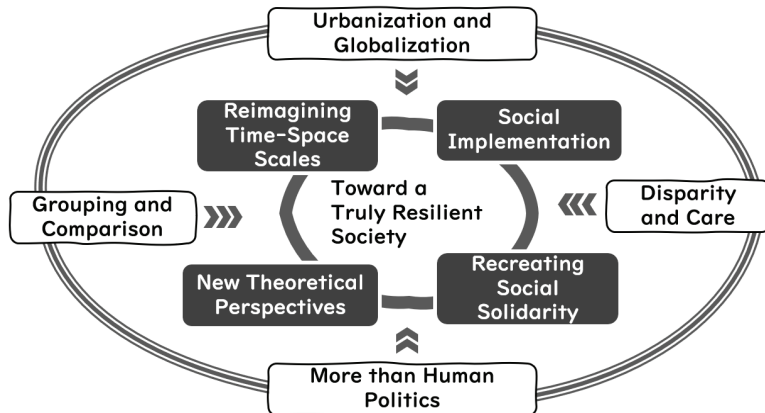 Urbanization and
Globalization
Reimagining
Time-Space
Scales
Social
Implementation
Grouping and
Comparison
Toward a
Truly Resilient
Society
Disparity
and Care
New Theoretical
Perspectives
Recreating
Social
Solidarity
More than Human
Politics